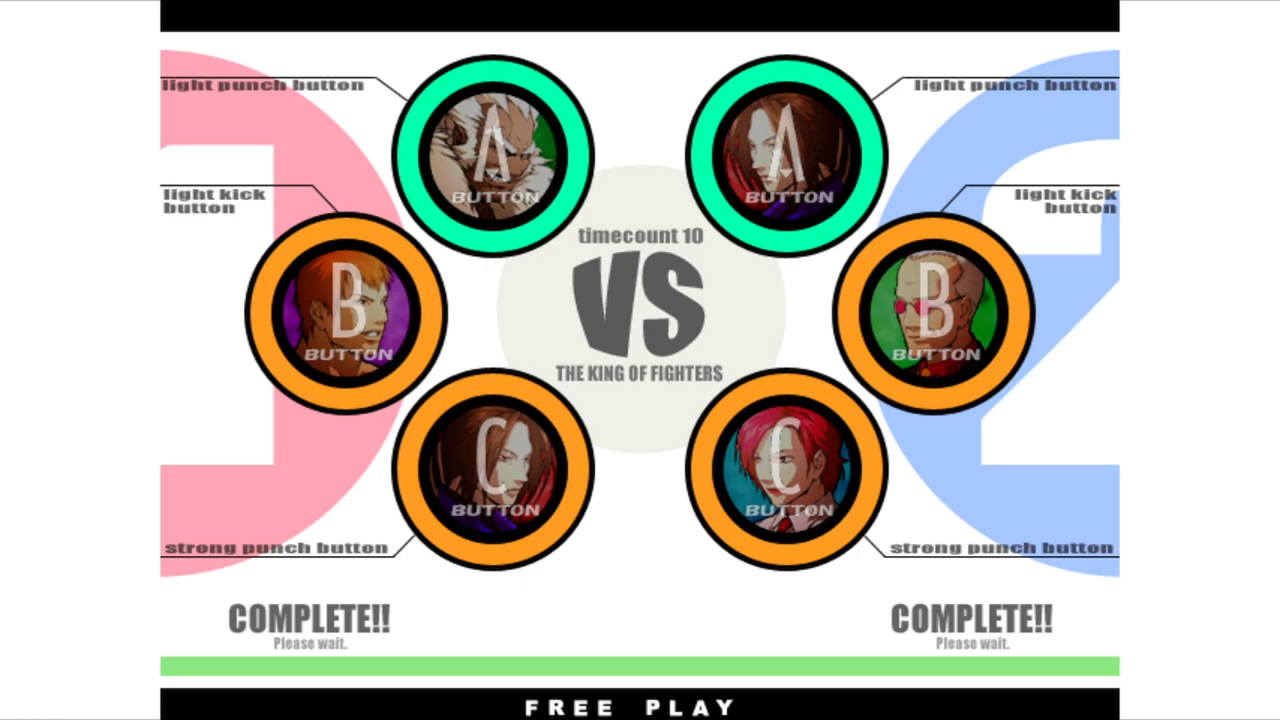 light punch button
light punch button
A
BUTTON
A
BUTTON
light kick
button
light kick
button
timecount 10
VS
THE KING OF FIGHTERS
B
BUTTON
B
BUTTON
1
2
C
BUTTON
C
BUTTON
strong punch button
strong punch button
COMPLETE!!
Please wait.
COMPLETE!!
Please wait.
FREE PLAY